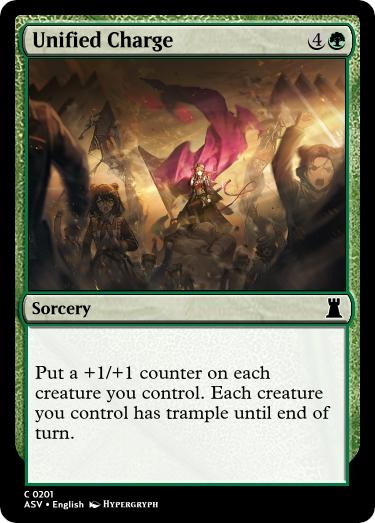 Unified Charge 4
Sorcery
Put a +1/+1 counter on each
creature you control. Each creature
you control has trample until end of
turn.
C 0201
ASV • English HYPERGRYPH